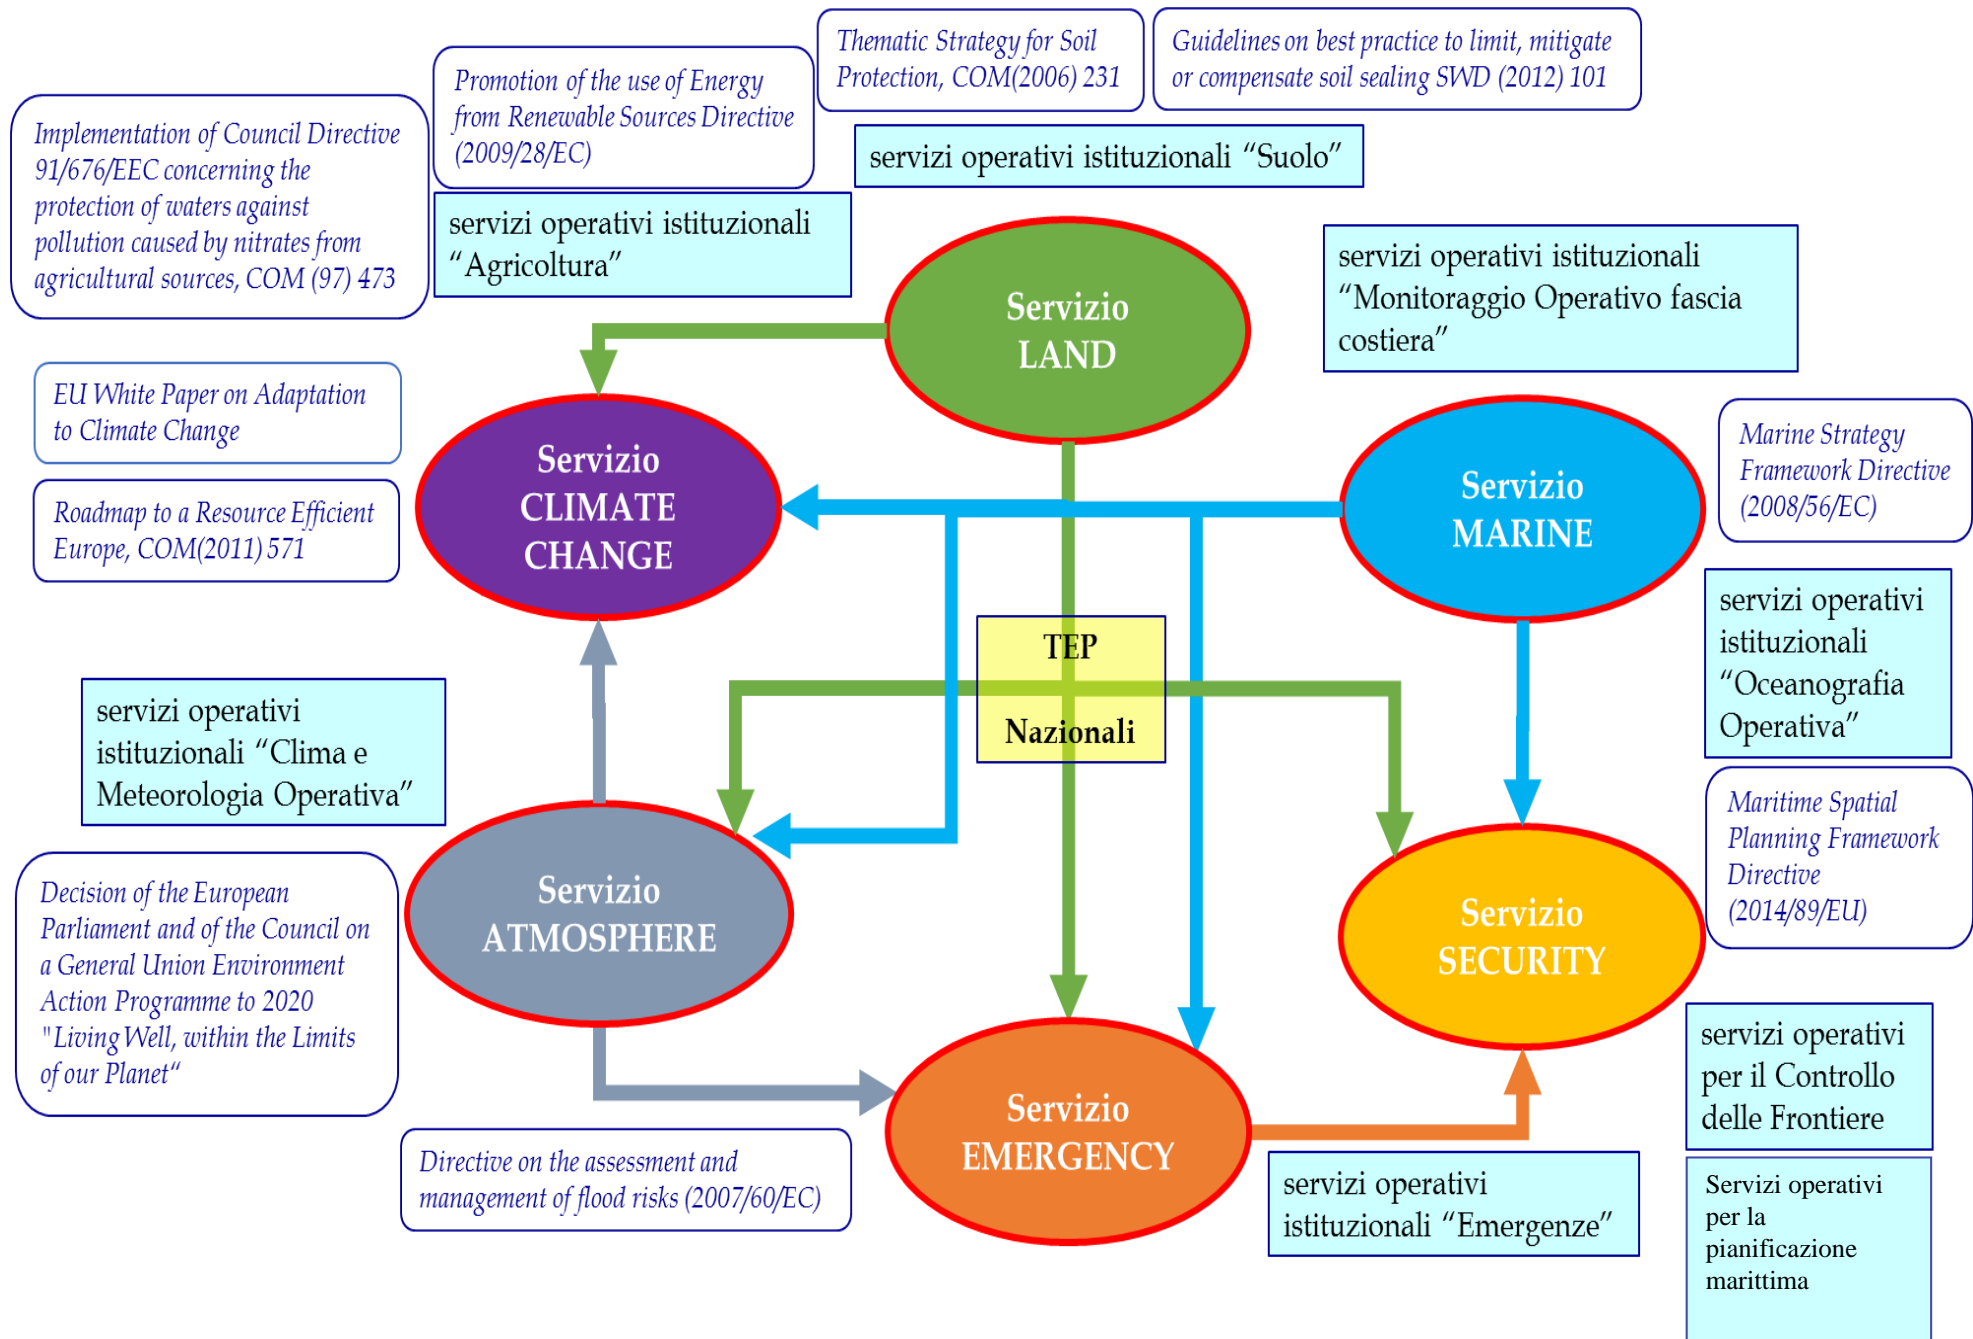 Thematic Strategy for Soil
Protection, COM(2006) 231
Guidelines on best practice to limit, mitigate
or compensate soil sealing SWD (2012) 101
Promotion of the use of Energy
from Renewable Sources Directive
(2009/28/EC)
Implementation of Council Directive
91/676/EEC concerning the
protection of waters against
pollution caused by nitrates from
agricultural sources, COM (97) 473
servizi operativi istituzionali “Suolo”
servizi operativi istituzionali
“Agricoltura”
servizi operativi istituzionali
“Monitoraggio Operativo fascia
costiera”
Servizio
LAND
EU White Paper on Adaptation
to Climate Change
Roadmap to a Resource Efficient
Europe, COM(2011) 571
Servizio
CLIMATE
CHANGE
Servizio
MARINE
Marine Strategy
Framework Directive
(2008/56/EC)
servizi operativi
istituzionali
“Oceanografia
Operativa”
TEP
Nazionali
servizi operativi
istituzionali “Clima e
Meteorologia Operativa”
Maritime Spatial
Planning Framework
Directive
(2014/89/EU)
Decision of the European
Parliament and of the Council on
a General Union Environment
Action Programme to 2020
"Living Well, within the Limits
of our Planet“
Servizio
ATMOSPHERE
Servizio
SECURITY
servizi operativi
per il Controllo
delle Frontiere
Servizio
EMERGENCY
Directive on the assessment and
management of flood risks (2007/60/EC)
servizi operativi
istituzionali “Emergenze”
Servizi operativi
per la
pianificazione
marittima